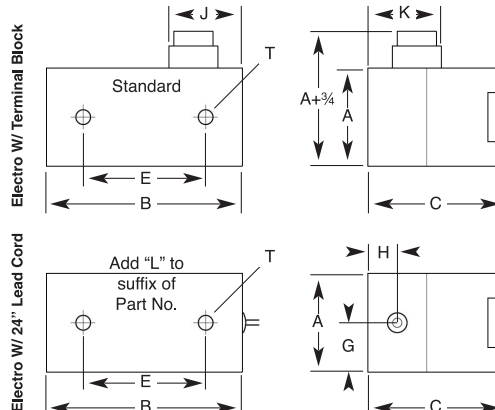 Electro W/ Terminal Block
J
K
Standard
T
A+¾
A
E
B
C
Electro W/ 24" Lead Cord
Add “L” to
suffix of
Part No.
T
H
A
G
E
B
C